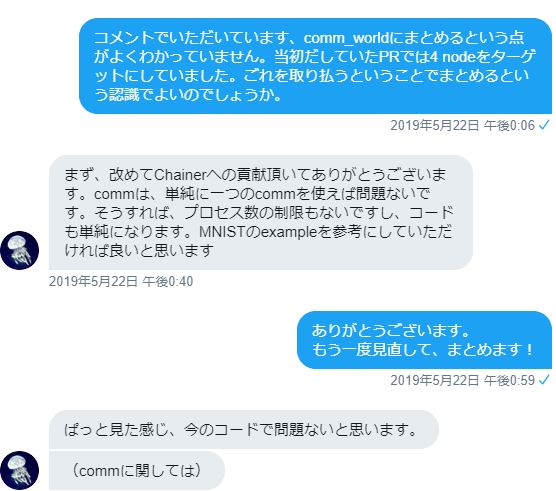 コメントでいただいています、comm_worldにまとめるという点
がよくわかっていません。当初だしていたPRでは4 nodeをターゲ
ットにしていました。ごれを取り払うということでまとめるとい
う認識でよいのでしょうか。
2019年5月22日 午後0:06
まず、改めてChainerへの貢献頂いてありがとうございま
す。commは、単純に一つのcommを使えば問題ないで
す。そうすれば、プロセス数の制限もないですし、コード
も単純になります。MNISTのexampleを参考にしていただ
ければ良いと思います
2019年5月22日 午後0:40
ありがとうございます。
もう一度見直して、まとめます！
2019年5月22日 午後0:59
ぱっと見た感じ、今のコードで問題ないと思います。
（commに関しては）